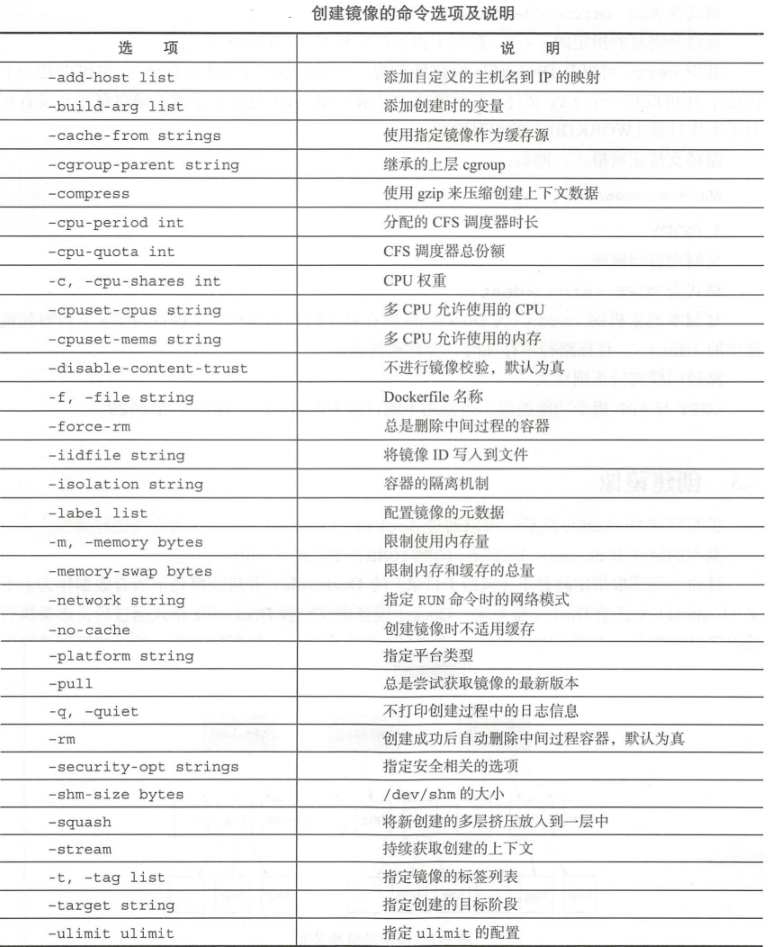 创建镜像的命令选项及说明
选 项 说 明
-add-host list 添加自定义的主机名到 IP 的映射
-build-arg list 添加创建时的变量
-cache-from strings 使用指定镜像作为缓存源
-cgroup-parent string 继承的上层 cgroup
-compress 使用 gzip 来压缩创建上下文数据
-cpu-period int 分配的 CFS 调度器时长
-cpu-quota int CFS 调度器总份额
-c, -cpu-shares int CPU 权重
-cpuset-cpus string 多 CPU 允许使用的 CPU
-cpuset-mems string 多 CPU 允许使用的内存
-disable-content-trust 不进行镜像校验，默认为真
-f, -file string Dockerfile 名称
-force-rm 总是删除中间过程的容器
-iidfile string 将镜像 ID 写入到文件
-isolation string 容器的隔离机制
-label list 配置镜像的元数据
-m, -memory bytes 限制使用内存量
-memory-swap bytes 限制内存和缓存的总量
-network string 指定 RUN 命令时的网络模式
-no-cache 创建镜像时不适用缓存
-platform string 指定平台类型
-pull 总是尝试获取镜像的最新版本
-q, -quiet 不打印创建过程中的日志信息
-rm 创建成功后自动删除中间过程容器，默认为真
-security-opt strings 指定安全相关的选项
-shm-size bytes /dev/shm 的大小
-squash 将新创建的多层挤压放入到一层中
-stream 持续获取创建的上下文
-t, -tag list 指定镜像的标签列表
-target string 指定创建的目标阶段
-ulimit ulimit 指定 ulimit 的配置